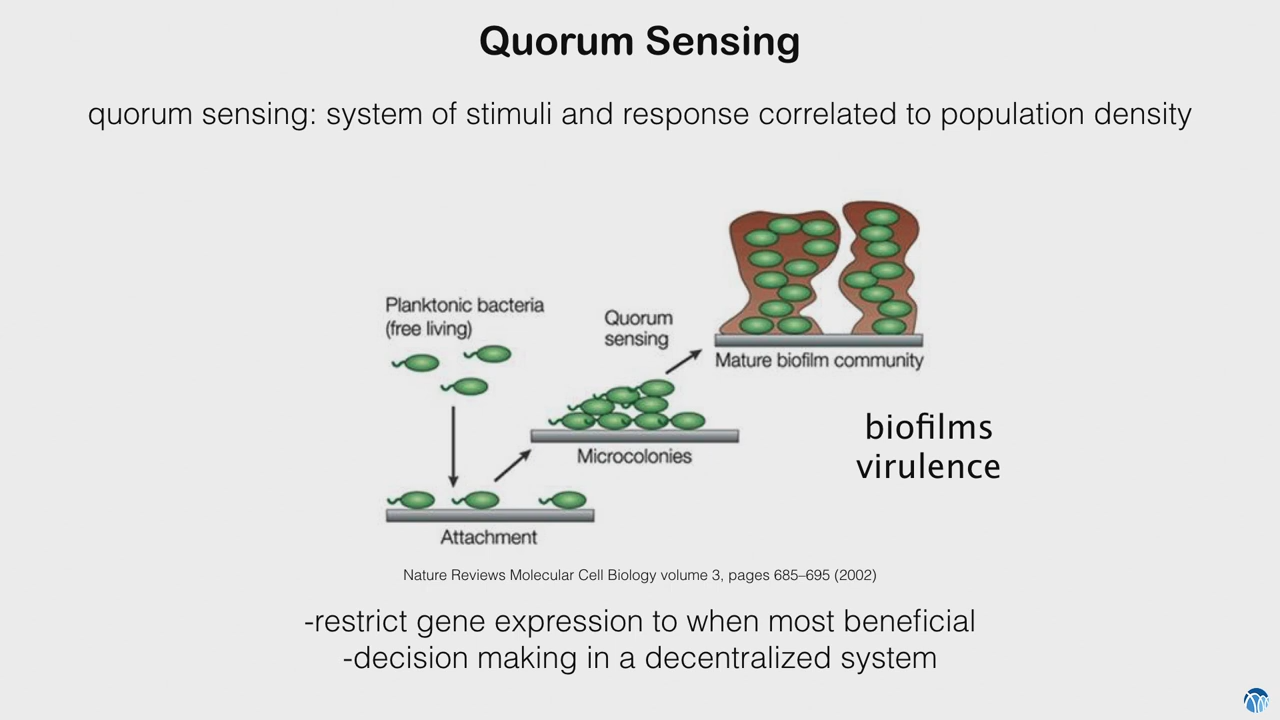 Quorum Sensing
quorum sensing: system of stimuli and response correlated to population density
Planktonic bacteria
(free living)
Quorum
sensing
Mature biofilm community
biofilms
virulence
Microcolonies
Attachment
Nature Reviews Molecular Cell Biology volume 3, pages 685–695 (2002)
-restrict gene expression to when most beneficial
-decision making in a decentralized system